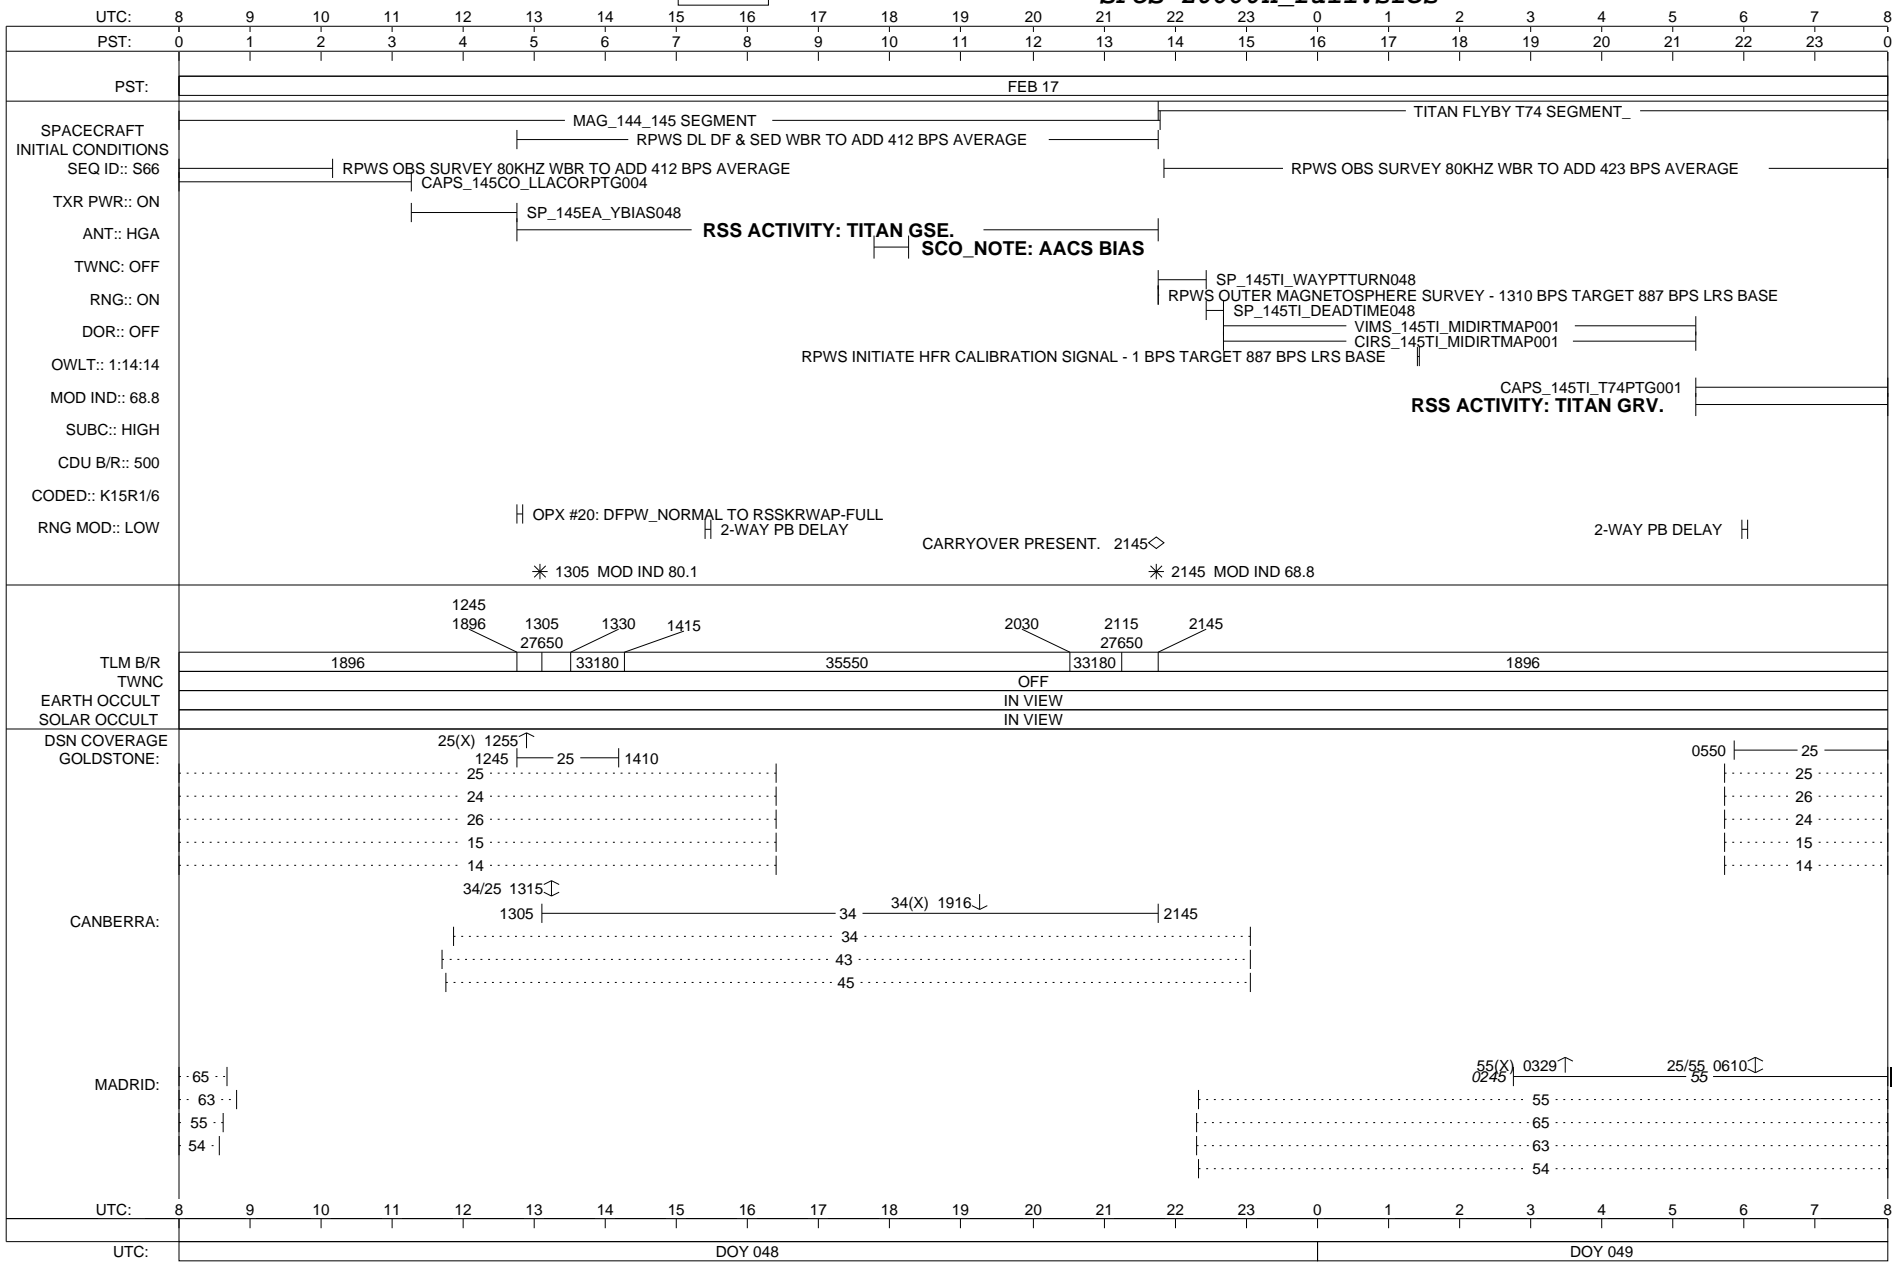 UTC: 8 9 10 11 12 13 14 15 16 17 18 19 20 21 22 23 0 1 2 3 4 5 6 7 8
PST: 0 1 2 3 4 5 6 7 8 9 10 11 12 13 14 15 16 17 18 19 20 21 22 23 0
PST: FEB 17
SPACECRAFT
INITIAL CONDITIONS
MAG_144_145 SEGMENT
TITAN FLYBY T74 SEGMENT_
RPWS DL DF & SED WBR TO ADD 412 BPS AVERAGE
SEQ ID:: S66
RPWS OBS SURVEY 80KHZ WBR TO ADD 412 BPS AVERAGE
RPWS OBS SURVEY 80KHZ WBR TO ADD 423 BPS AVERAGE
CAPS_145CO_LLACORPTG004
TXR PWR:: ON
SP_145EA_YBIAS048
ANT:: HGA
RSS ACTIVITY: TITAN GSE.
SCO_NOTE: AACS BIAS
TWNC: OFF
SP_145TI_WAYPTTURN048
RNG:: ON
RPWS OUTER MAGNETOSPHERE SURVEY - 1310 BPS TARGET 887 BPS LRS BASE
SP_145TI_DEADTIME048
DOR:: OFF
VIMS_145TI_MIDIRTMAP001
CIRS_145TI_MIDIRTMAP001
RPWS INITIATE HFR CALIBRATION SIGNAL - 1 BPS TARGET 887 BPS LRS BASE
OWLT:: 1:14:14
CAPS_145TI_T74PTG001
MOD IND:: 68.8
RSS ACTIVITY: TITAN GRV.
SUBC:: HIGH
CDU B/R:: 500
CODED:: K15R1/6
OPX #20: DFPW_NORMAL TO RSSKRWAP-FULL
RNG MOD:: LOW
2-WAY PB DELAY
2-WAY PB DELAY
CARRYOVER PRESENT. 2145
1305 MOD IND 80.1
2145 MOD IND 68.8
1245
1896 1305 1330 1415 2030 2115 2145
27650 27650
TLM B/R 1896 33180 35550 33180 1896
TWNC OFF
EARTH OCCULT IN VIEW
SOLAR OCCULT IN VIEW
DSN COVERAGE
25(X) 1255
GOLDSTONE: 1245 25 1410 0550 25
25 25
24 26
26 24
15 15
14 14
34/25 1315
34(X) 1916
CANBERRA: 1305 34 2145
34
43
45
55(X) 0329 25/55 0610
MADRID: 65 0245 55
63 55
55 65
54 63
54
UTC: 8 9 10 11 12 13 14 15 16 17 18 19 20 21 22 23 0 1 2 3 4 5 6 7 8
UTC: DOY 048 DOY 049